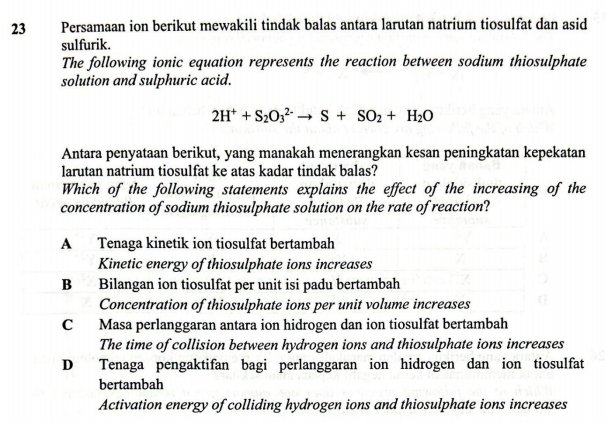 23 Persamaan ion berikut mewakili tindak balas antara larutan natrium tiosulfat dan asid
sulfurik.
The following ionic equation represents the reaction between sodium thiosulphate
solution and sulphuric acid.
2H⁺ + S₂O₃²⁻ → S + SO₂ + H₂O
Antara penyataan berikut, yang manakah menerangkan kesan peningkatan kepekatan
larutan natrium tiosulfat ke atas kadar tindak balas?
Which of the following statements explains the effect of the increasing of the
concentration of sodium thiosulphate solution on the rate of reaction?
A Tenaga kinetik ion tiosulfat bertambah
Kinetic energy of thiosulphate ions increases
B Bilangan ion tiosulfat per unit isi padu bertambah
Concentration of thiosulphate ions per unit volume increases
C Masa perlanggaran antara ion hidrogen dan ion tiosulfat bertambah
The time of collision between hydrogen ions and thiosulphate ions increases
D Tenaga pengaktifan bagi perlanggaran ion hidrogen dan ion tiosulfat
bertambah
Activation energy of colliding hydrogen ions and thiosulphate ions increases